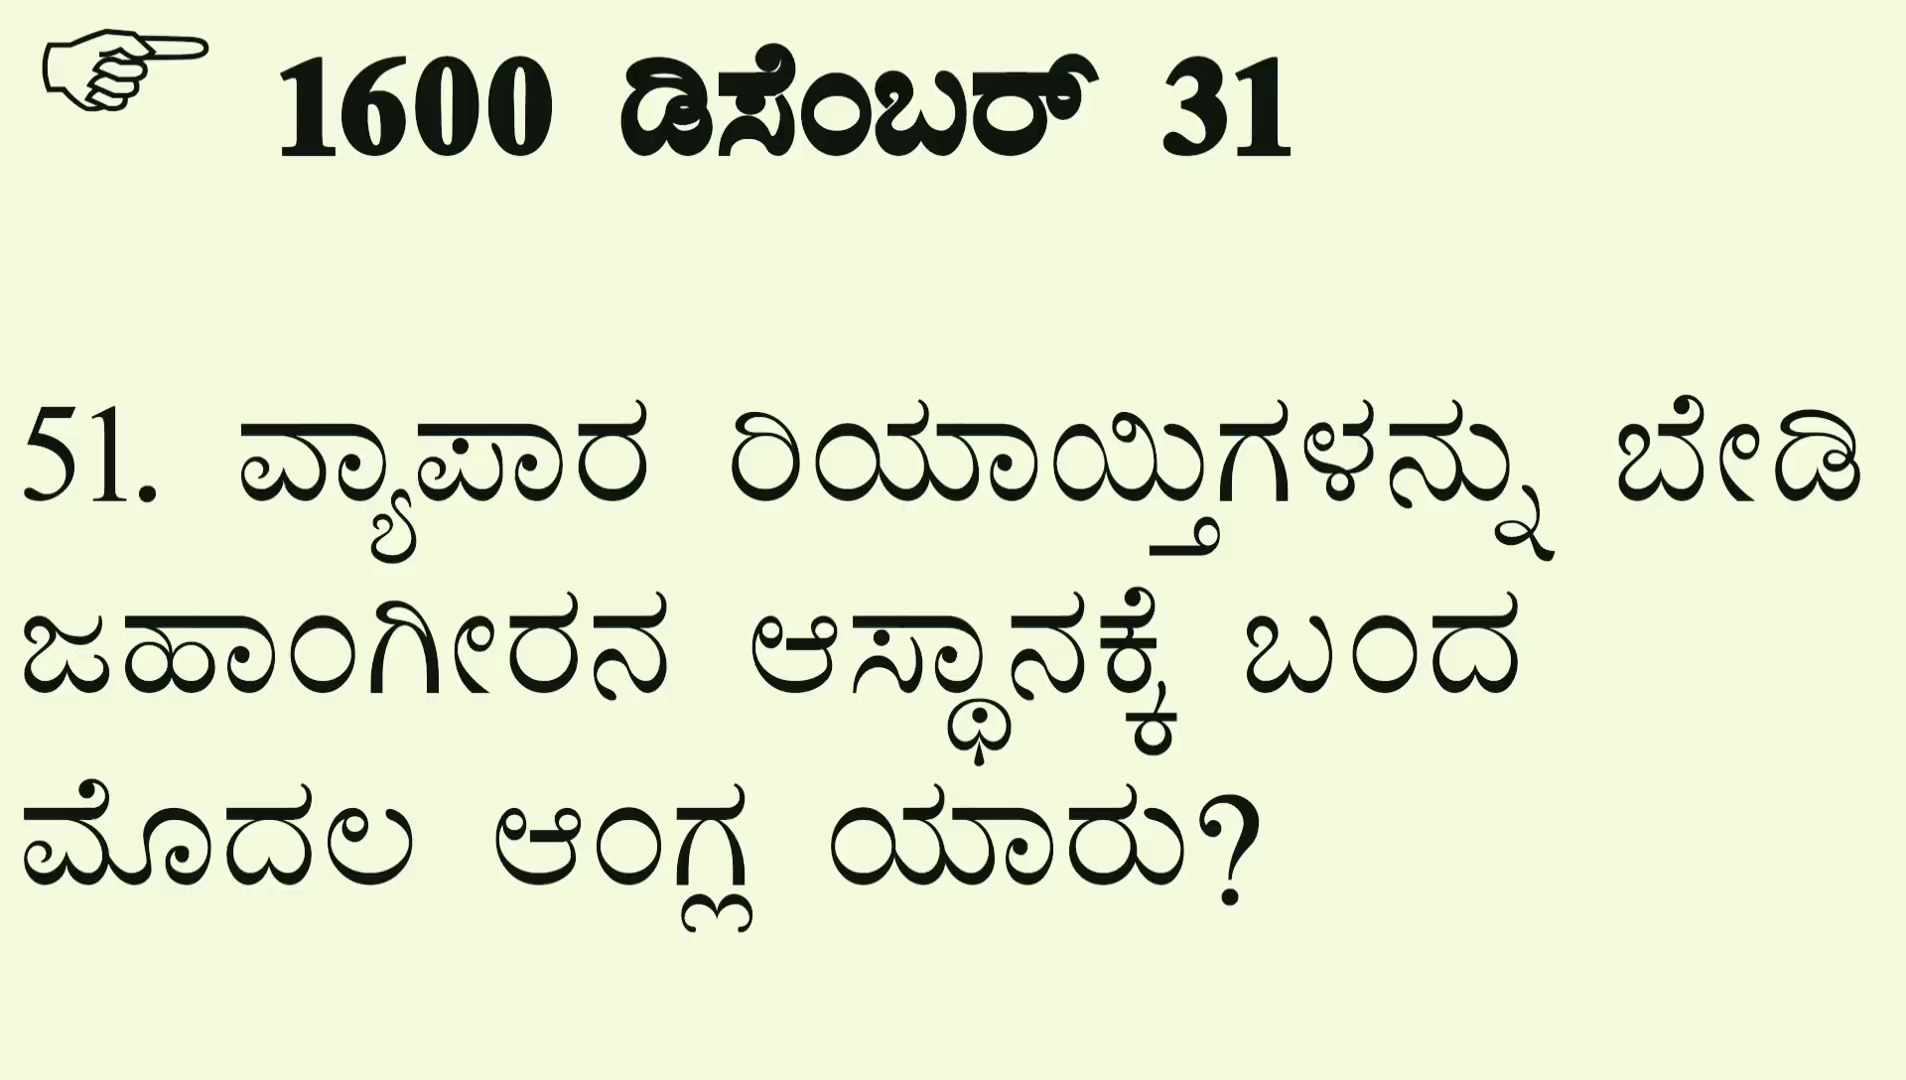 ☞ 1600 ಡಿಸೆಂಬರ್ 31
51. ವ್ಯಾಪಾರ ರಿಯಾಯ್ತಿಗಳನ್ನು ಬೇಡಿ
ಜಹಾಂಗೀರನ ಆಸ್ಥಾನಕ್ಕೆ ಬಂದ
ಮೊದಲ ಆಂಗ್ಲ ಯಾರು?